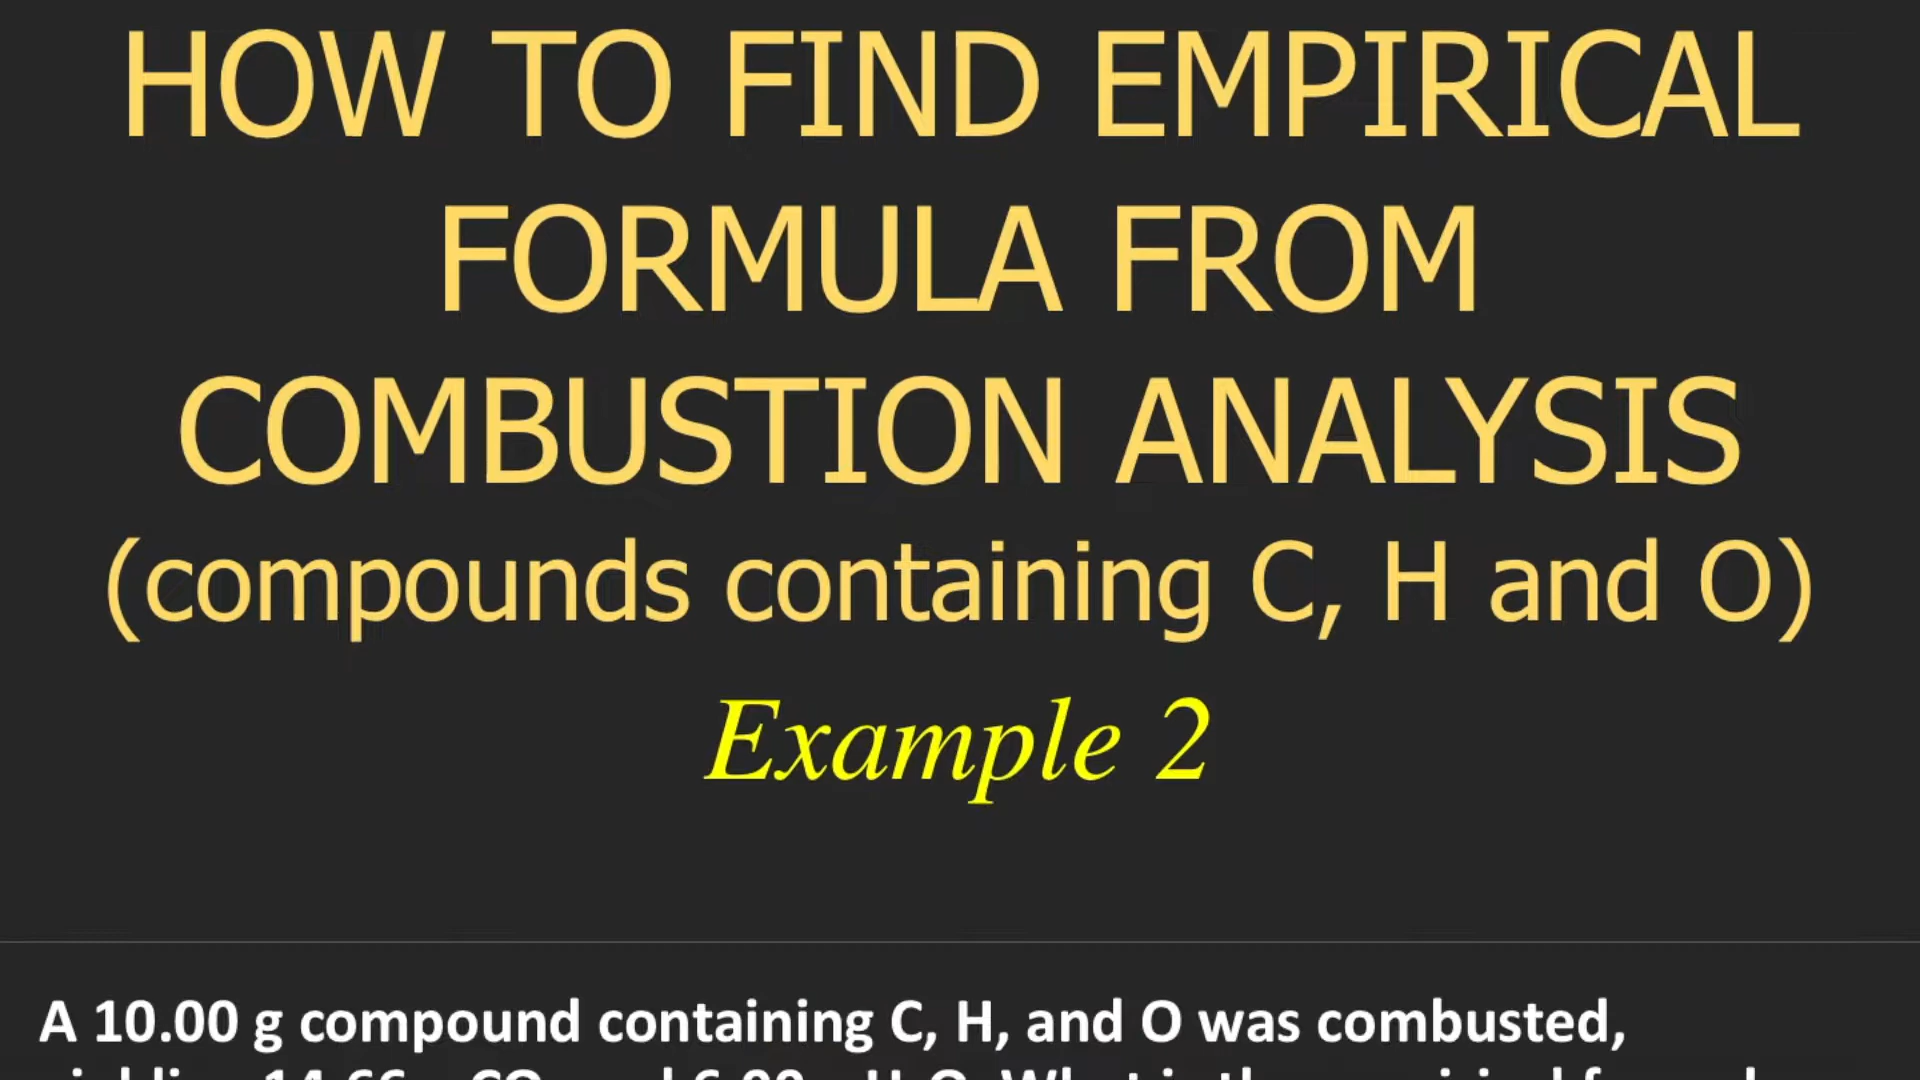 HOW TO FIND EMPIRICAL
FORMULA FROM
COMBUSTION ANALYSIS
(compounds containing C, H and O)
Example 2
A 10.00 g compound containing C, H, and O was combusted,